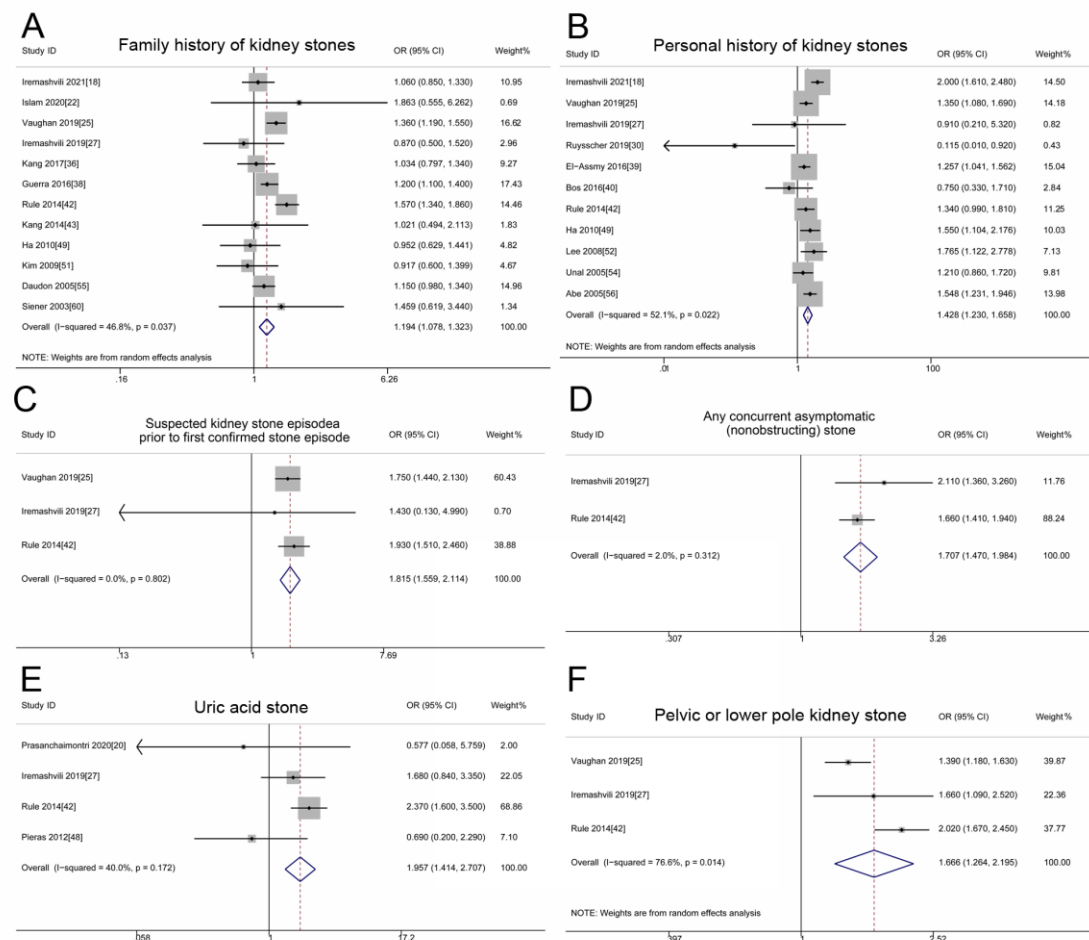 A
Family history of kidney stones
Study ID OR (95% CI) Weight%
Iremashvili 2021[18] 1.060 (0.850, 1.330) 10.95
Islam 2020[22] 1.863 (0.555, 6.262) 0.69
Vaughan 2019[25] 1.360 (1.190, 1.550) 16.62
Iremashvili 2019[27] 0.870 (0.500, 1.520) 2.96
Kang 2017[36] 1.034 (0.797, 1.340) 9.27
Guerra 2016[38] 1.200 (1.100, 1.400) 17.43
Rule 2014[42] 1.570 (1.340, 1.860) 14.46
Kang 2014[43] 1.021 (0.494, 2.113) 1.83
Ha 2010[49] 0.952 (0.629, 1.441) 4.82
Kim 2009[51] 0.917 (0.600, 1.399) 4.67
Daudon 2005[55] 1.150 (0.980, 1.340) 14.96
Siener 2003[60] 1.459 (0.619, 3.440) 1.34
Overall (I-squared = 46.8%, p = 0.037) 1.194 (1.078, 1.323) 100.00
NOTE: Weights are from random effects analysis
.16 1 6.26
B
Personal history of kidney stones
Study ID OR (95% CI) Weight%
Iremashvili 2021[18] 2.000 (1.610, 2.480) 14.50
Vaughan 2019[25] 1.350 (1.080, 1.690) 14.18
Iremashvili 2019[27] 0.910 (0.210, 5.320) 0.82
Ruysscher 2019[30] 0.115 (0.010, 0.920) 0.43
El-Assmy 2016[39] 1.257 (1.041, 1.562) 15.04
Bos 2016[40] 0.750 (0.330, 1.710) 2.84
Rule 2014[42] 1.340 (0.990, 1.810) 11.25
Ha 2010[49] 1.550 (1.104, 2.176) 10.03
Lee 2008[52] 1.765 (1.122, 2.778) 7.13
Unal 2005[54] 1.210 (0.860, 1.720) 9.81
Abe 2005[56] 1.548 (1.231, 1.946) 13.98
Overall (I-squared = 52.1%, p = 0.022) 1.428 (1.230, 1.658) 100.00
NOTE: Weights are from random effects analysis
.01 1 100
C
Suspected kidney stone episodea
prior to first confirmed stone episode
Study ID OR (95% CI) Weight%
Vaughan 2019[25] 1.750 (1.440, 2.130) 60.43
Iremashvili 2019[27] 1.430 (0.130, 4.990) 0.70
Rule 2014[42] 1.930 (1.510, 2.460) 38.88
Overall (I-squared = 0.0%, p = 0.802) 1.815 (1.559, 2.114) 100.00
.13 1 7.69
D
Any concurrent asymptomatic
(nonobstructing) stone
Study ID OR (95% CI) Weight%
Iremashvili 2019[27] 2.110 (1.360, 3.260) 11.76
Rule 2014[42] 1.660 (1.410, 1.940) 88.24
Overall (I-squared = 2.0%, p = 0.312) 1.707 (1.470, 1.984) 100.00
.307 1 3.26
E
Uric acid stone
Study ID OR (95% CI) Weight%
Prasanchaimontri 2020[20] 0.577 (0.058, 5.759) 2.00
Iremashvili 2019[27] 1.680 (0.840, 3.350) 22.05
Rule 2014[42] 2.370 (1.600, 3.500) 68.86
Pieras 2012[48] 0.690 (0.200, 2.290) 7.10
Overall (I-squared = 40.0%, p = 0.172) 1.957 (1.414, 2.707) 100.00
.058 1 17.2
F
Pelvic or lower pole kidney stone
Study ID OR (95% CI) Weight%
Vaughan 2019[25] 1.390 (1.180, 1.630) 39.87
Iremashvili 2019[27] 1.660 (1.090, 2.520) 22.36
Rule 2014[42] 2.020 (1.670, 2.450) 37.77
Overall (I-squared = 76.6%, p = 0.014) 1.666 (1.264, 2.195) 100.00
NOTE: Weights are from random effects analysis
.397 1 2.52